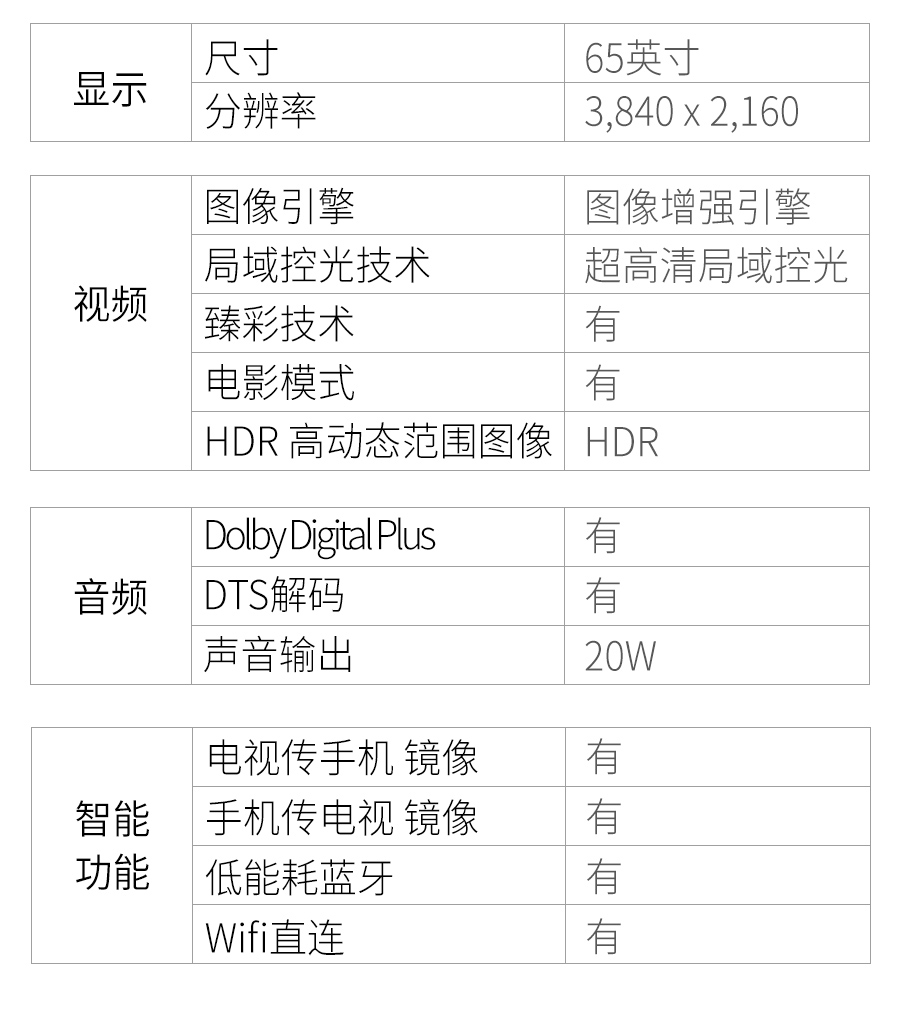 显示
尺寸 65英寸
分辨率 3,840 x 2,160
视频
图像引擎 图像增强引擎
局域控光技术 超高清局域控光
臻彩技术 有
电影模式 有
HDR 高动态范围图像 HDR
音频
Dolby Digital Plus 有
DTS解码 有
声音输出 20W
智能
功能
电视传手机 镜像 有
手机传电视 镜像 有
低能耗蓝牙 有
Wifi直连 有